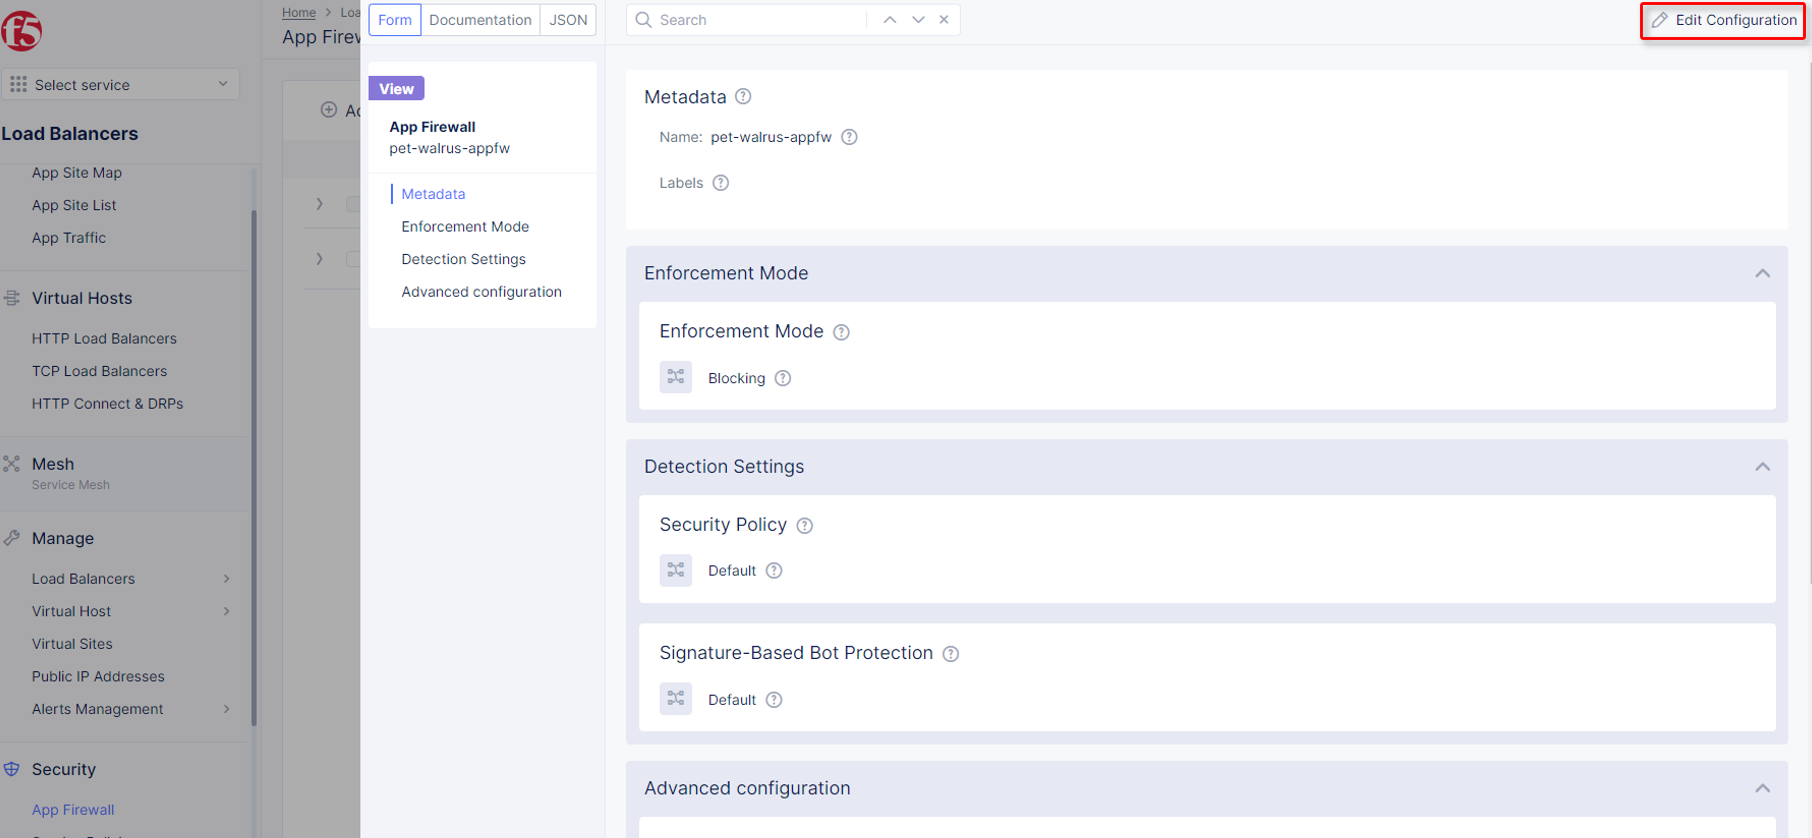 f5
Select service
Load Balancers
App Site Map
App Site List
App Traffic
Virtual Hosts
HTTP Load Balancers
TCP Load Balancers
HTTP Connect & DRPs
Mesh
Service Mesh
Manage
Load Balancers
Virtual Host
Virtual Sites
Public IP Addresses
Alerts Management
Security
App Firewall
Home > Loa
App Firew
Form
Documentation
JSON
View
App Firewall
pet-walrus-appfw
Metadata
Enforcement Mode
Detection Settings
Advanced configuration
Search
Edit Configuration
Metadata
Name: pet-walrus-appfw
Labels
Enforcement Mode
Enforcement Mode
Blocking
Detection Settings
Security Policy
Default
Signature-Based Bot Protection
Default
Advanced configuration